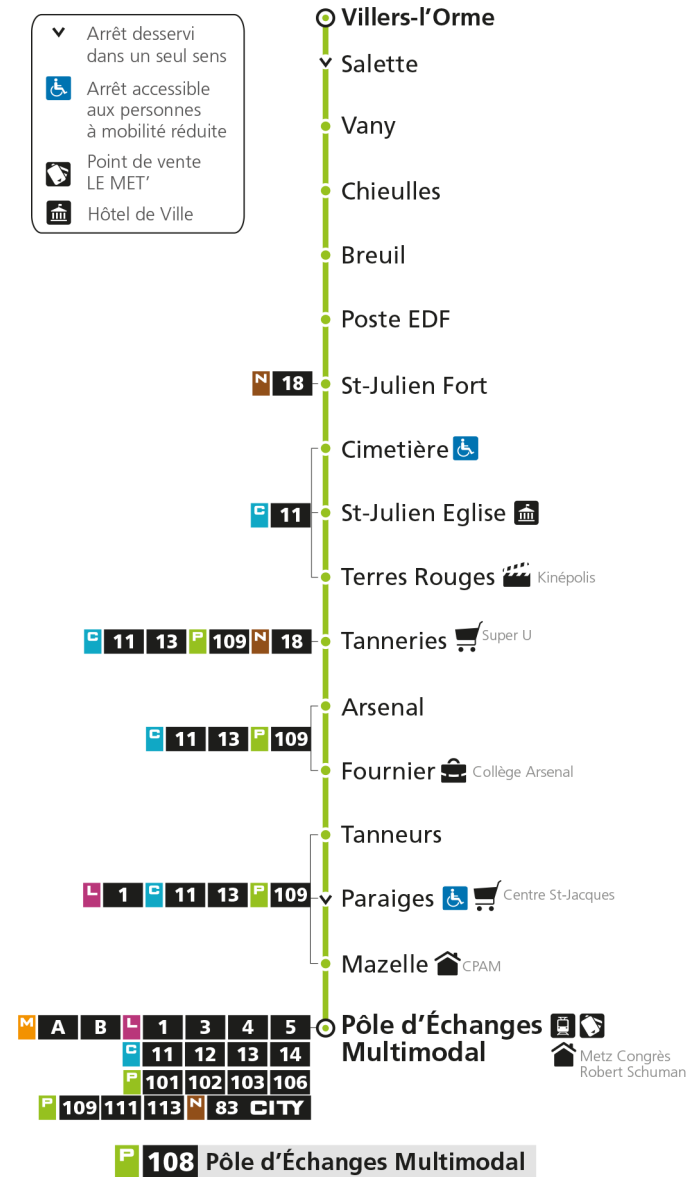 Arrêt desservi
dans un seul sens
Arrêt accessible
aux personnes
à mobilité réduite
Point de vente
LE MET’
Hôtel de Ville
Villers-l’Orme
Salette
Vany
Chieulles
Breuil
Poste EDF
N 18 St-Julien Fort
Cimetière
C 11 St-Julien Eglise
Terres Rouges Kinépolis
C 11 13 P 109 N 18 Tanneries Super U
Arsenal
C 11 13 P 109
Fournier Collège Arsenal
Tanneurs
L 1 C 11 13 P 109 Paraiges Centre St-Jacques
Mazelle CPAM
M A B L 1 3 4 5 Pôle d’Échanges
C 11 12 13 14 Multimodal
Metz Congrès
Robert Schuman
P 101 102 103 106
P 109 111 113 N 83 CITY
P 108 Pôle d’Échanges Multimodal